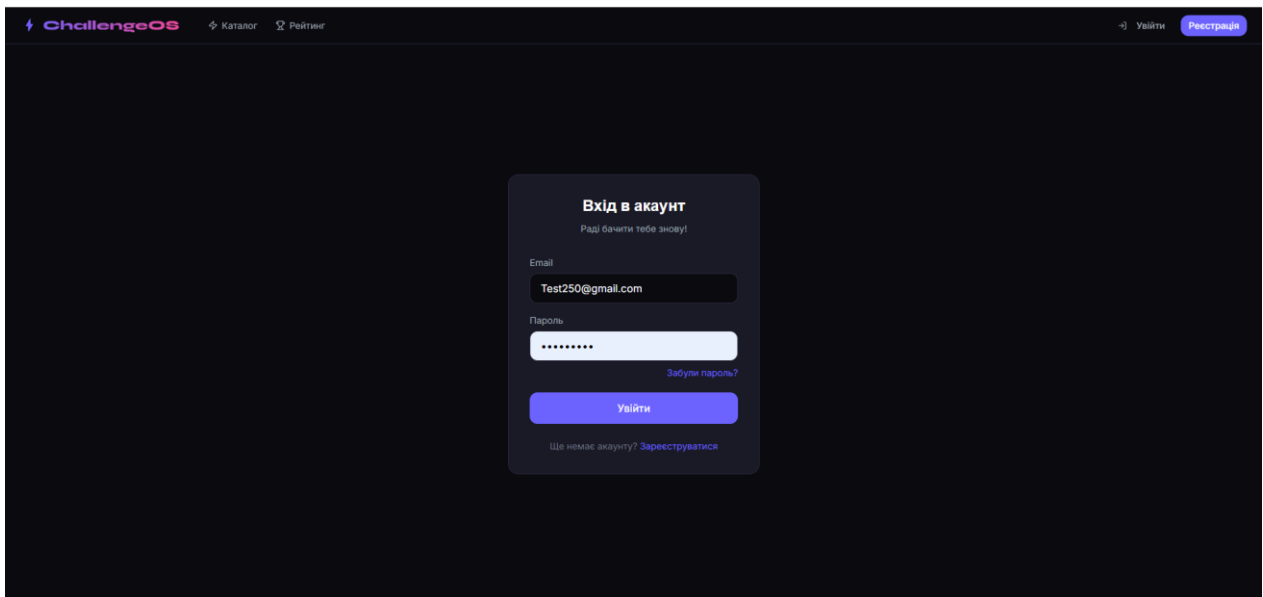 ChallengeOS Каталог Рейтинг Увійти Реєстрація
Вхід в акаунт
Раді бачити тебе знову!
Email
Test250@gmail.com
Пароль
•••••••••
Забули пароль?
Увійти
Ще немає акаунту? Зареєструватися